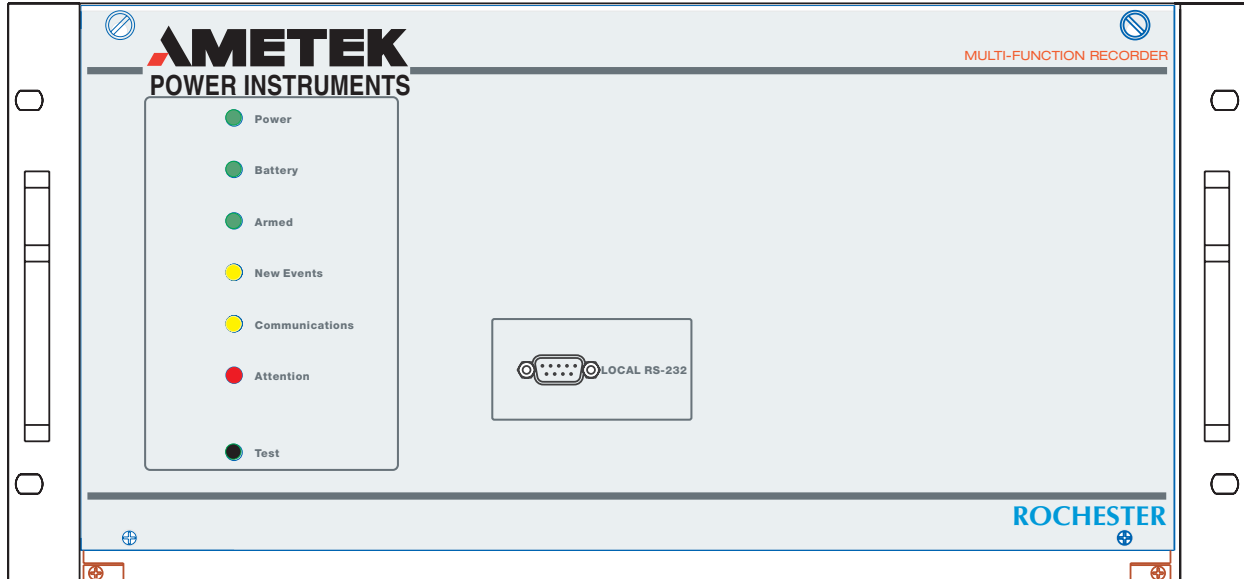 AMETEK
POWER INSTRUMENTS
MULTI-FUNCTION RECORDER
Power
Battery
Armed
New Events
Communications
Attention
Test
LOCAL RS-232
ROCHESTER